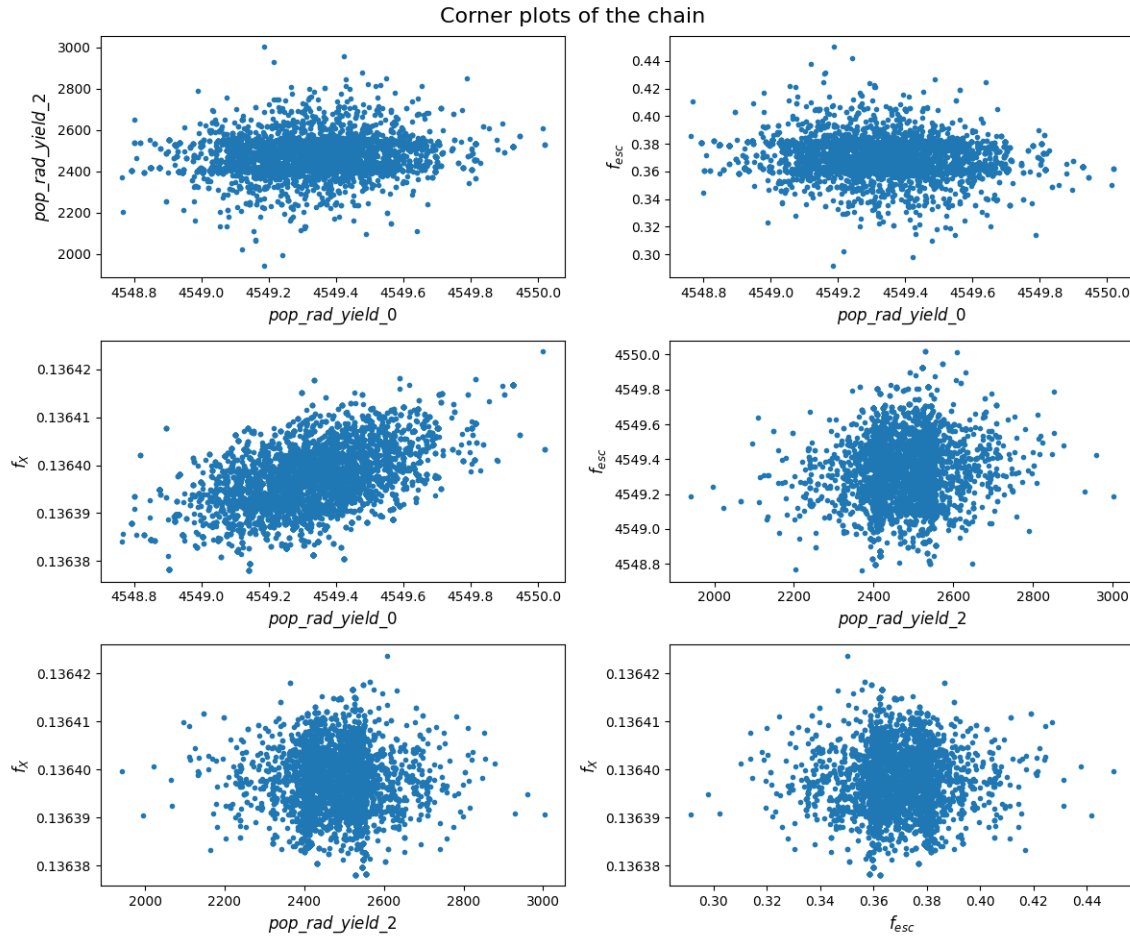 Corner plots of the chain
3000
2800
2600
2400
2200
2000
pop_rad_yield_2
4548.8 4549.0 4549.2 4549.4 4549.6 4549.8 4550.0
pop_rad_yield_0
0.44
0.42
0.40
0.38
0.36
0.34
0.32
0.30
f_esc
4548.8 4549.0 4549.2 4549.4 4549.6 4549.8 4550.0
pop_rad_yield_0
0.13642
0.13641
0.13640
0.13639
0.13638
f_X
4548.8 4549.0 4549.2 4549.4 4549.6 4549.8 4550.0
pop_rad_yield_0
4550.0
4549.8
4549.6
4549.4
4549.2
4549.0
4548.8
f_esc
2000 2200 2400 2600 2800 3000
pop_rad_yield_2
0.13642
0.13641
0.13640
0.13639
0.13638
f_X
2000 2200 2400 2600 2800 3000
pop_rad_yield_2
0.13642
0.13641
0.13640
0.13639
0.13638
f_X
0.30 0.32 0.34 0.36 0.38 0.40 0.42 0.44
f_esc